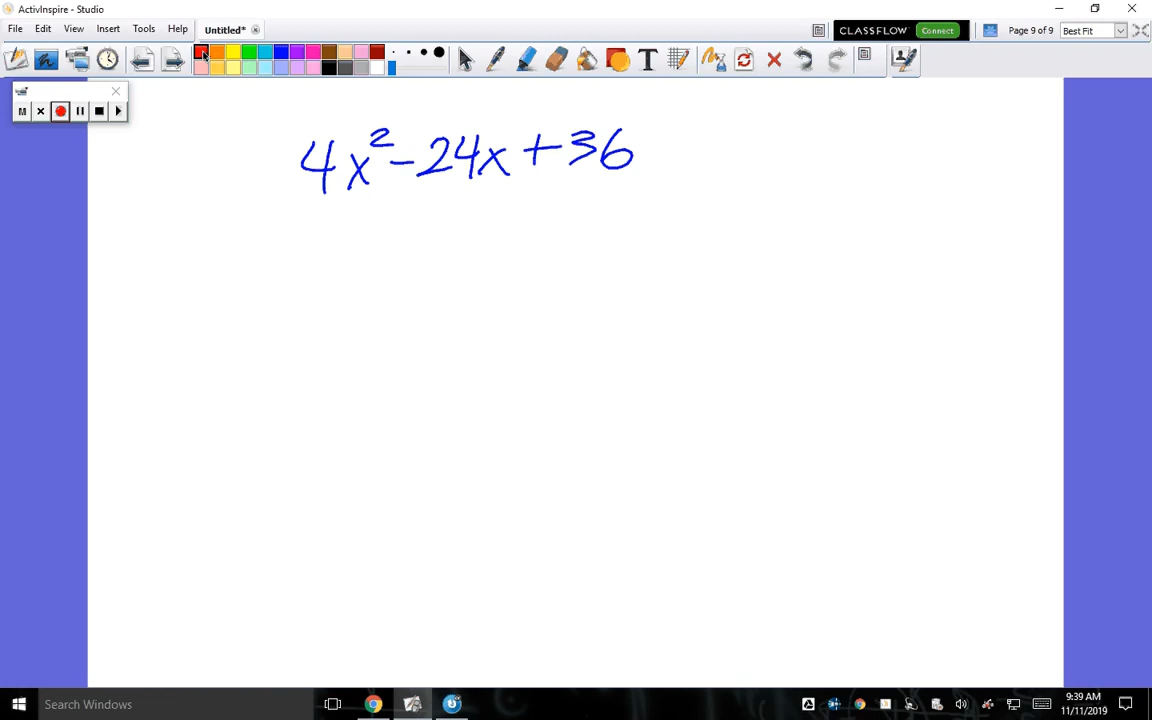 ActivInspire - Studio
File Edit View Insert Tools Help Untitled* CLASSFLOW Connect Page 9 of 9 Best Fit
M
4x² - 24x + 36
Search Windows
9:39 AM
11/11/2019